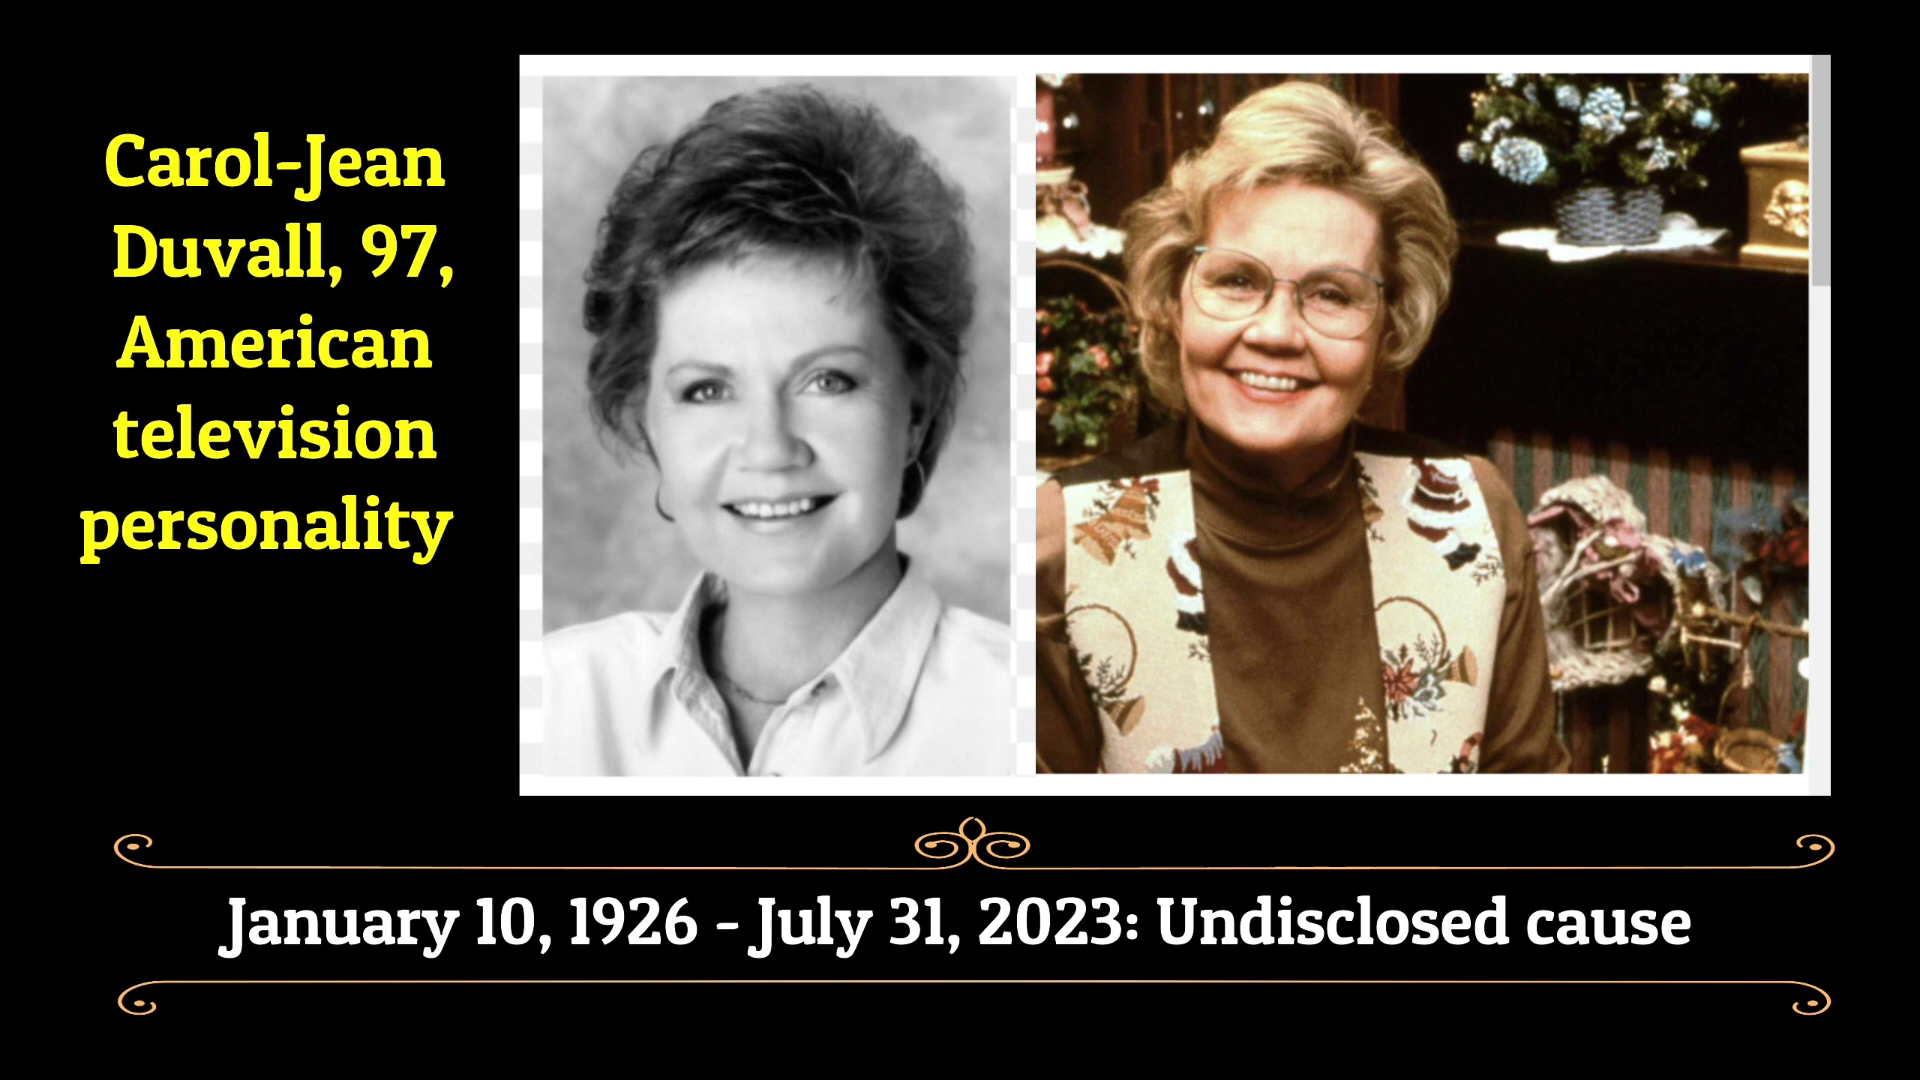 Carol-Jean
Duvall, 97,
American
television
personality
January 10, 1926 - July 31, 2023: Undisclosed cause